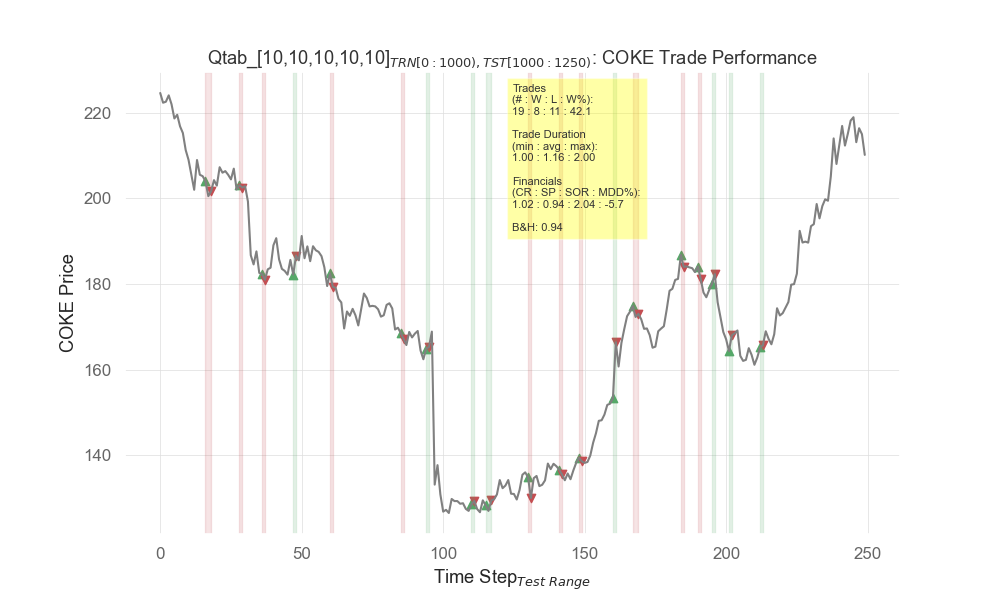 Qtab_[10,10,10,10,10]TRN[0 : 1000), TST[1000 : 1250): COKE Trade Performance
Trades
(# : W : L : W%):
19 : 8 : 11 : 42.1
Trade Duration
(min : avg : max):
1.00 : 1.16 : 2.00
Financials
(CR : SP : SOR : MDD%):
1.02 : 0.94 : 2.04 : -5.7
B&H: 0.94
COKE Price
220
200
180
160
140
0 50 100 150 200 250
Time StepTest Range